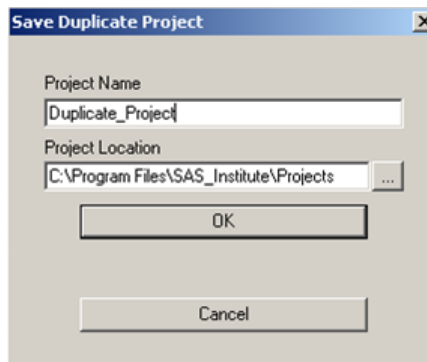 Save Duplicate Project
Project Name
Duplicate_Project
Project Location
C:\Program Files\SAS_Institute\Projects
...
OK
Cancel